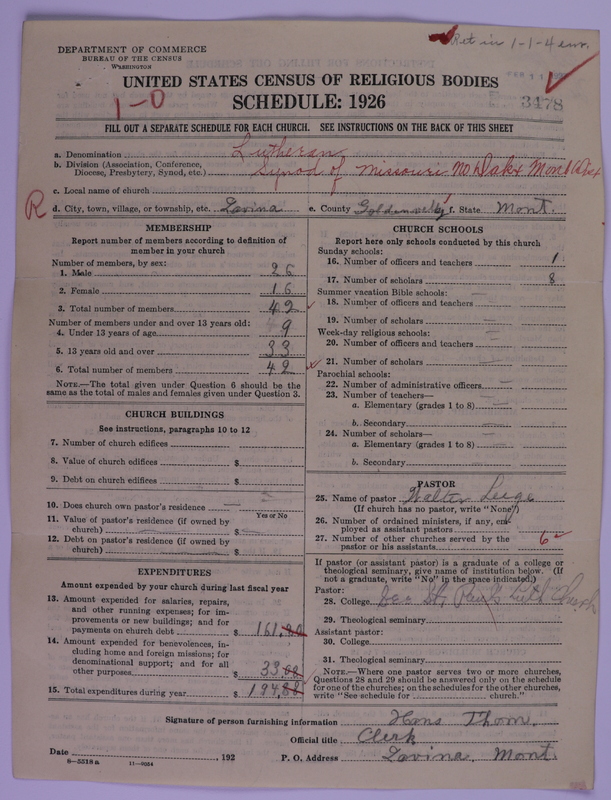 Ret in 1-1-4 env.
DEPARTMENT OF COMMERCE
BUREAU OF THE CENSUS
WASHINGTON
UNITED STATES CENSUS OF RELIGIOUS BODIES
1-0
SCHEDULE: 1926
3478
FILL OUT A SEPARATE SCHEDULE FOR EACH CHURCH. SEE INSTRUCTIONS ON THE BACK OF THIS SHEET
a. Denomination Lutheran
b. Division (Association, Conference, Diocese, Presbytery, Synod, etc.) Synod of Missouri No Dak & Mont Dist
c. Local name of church
R d. City, town, village, or township, etc. Lavina e. County Golden f. State Mont.
MEMBERSHIP
Report number of members according to definition of
member in your church
Number of members, by sex:
1. Male 26
2. Female 16
3. Total number of members 42
Number of members under and over 13 years old:
4. Under 13 years of age 9
5. 13 years old and over 33
6. Total number of members 42
NOTE.—The total given under Question 6 should be
same as the total of males and females given under Question 3.
CHURCH BUILDINGS
See instructions, paragraphs 10 to 12
7. Number of church edifices
8. Value of church edifices $
9. Debt on church edifices $
10. Does church own pastor's residence
Yes or No
11. Value of pastor's residence (if owned by
church) $
12. Debt on pastor's residence (if owned by
church) $
EXPENDITURES
Amount expended by your church during last fiscal year
13. Amount expended for salaries, repairs,
and other running expenses; for im-
provements or new buildings; and for
payments on church debt $ 161.
14. Amount expended for benevolences, in-
cluding home and foreign missions; for
denominational support; and for all
other purposes $ 33.
15. Total expenditures during year $ 194.
CHURCH SCHOOLS
Report here only schools conducted by this church
Sunday schools:
16. Number of officers and teachers 1
17. Number of scholars 8
Summer vacation Bible schools:
18. Number of officers and teachers
19. Number of scholars
Week-day religious schools:
20. Number of officers and teachers
21. Number of scholars
Parochial schools:
22. Number of administrative officers
23. Number of teachers—
a. Elementary (grades 1 to 8)
b. Secondary
24. Number of scholars—
a. Elementary (grades 1 to 8)
b. Secondary
PASTOR
25. Name of pastor Walter
(If church has no pastor, write "None")
26. Number of ordained ministers, if any, em-
ployed as assistant pastors
27. Number of other churches served by the
pastor or his assistants 6
If pastor (or assistant pastor) is a graduate of a college or
theological seminary, give name of institution below. (If
not a graduate, write "No" in the space indicated.)
Pastor:
28. College See St. Paul's Luth Church
29. Theological seminary
Assistant pastor:
30. College
31. Theological seminary
NOTE.—Where one pastor serves two or more churches,
Questions 28 and 29 should be answered only on the schedule
for one of the churches; on the schedules for the other churches,
write "See schedule for church."
Signature of person furnishing information Hans Thom.
Official title Clerk
Date , 192 P. O. Address Lavina, Mont.
8—5518 a 11—9064